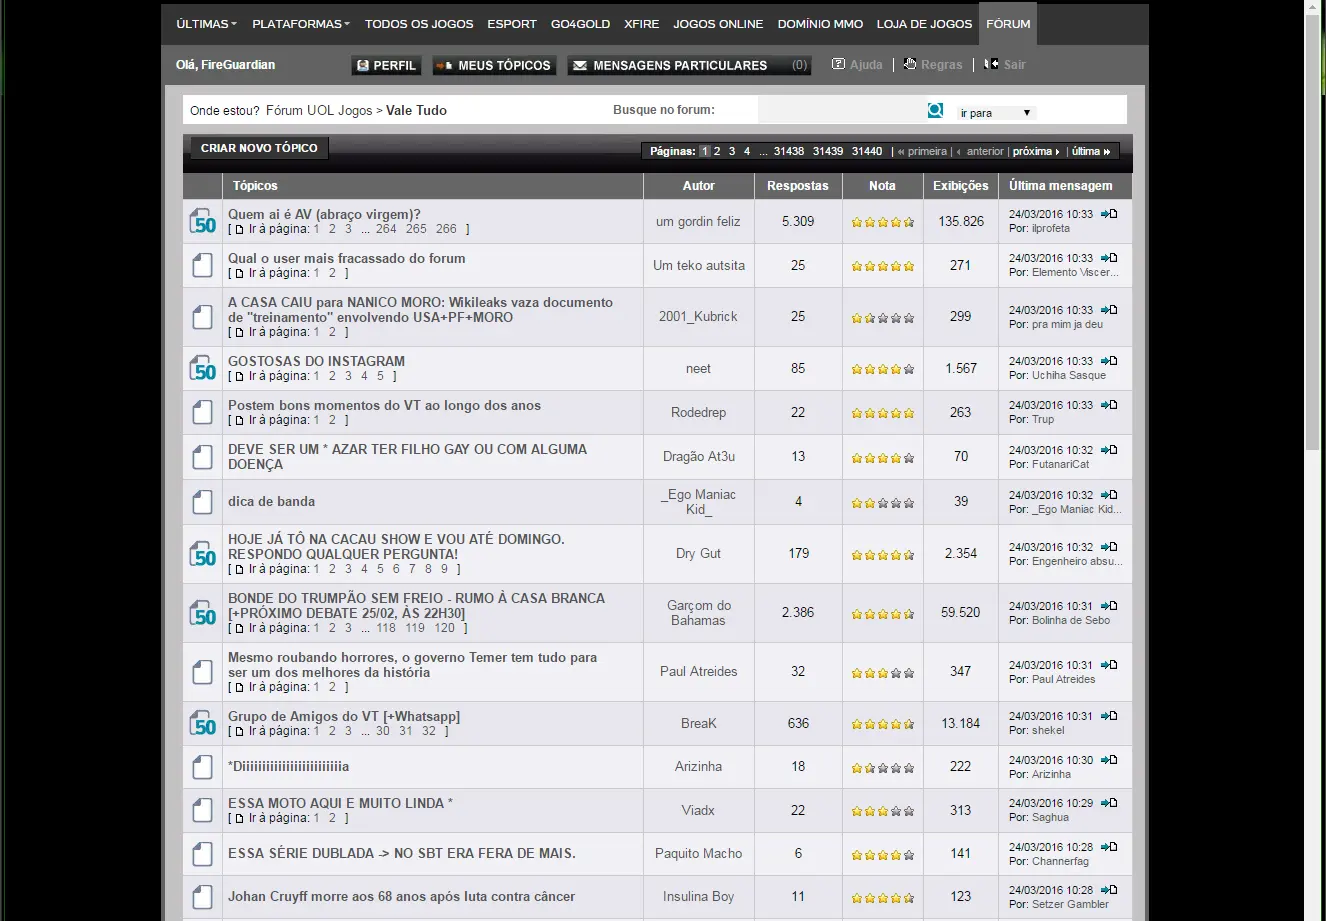 ÚLTIMAS PLATAFORMAS TODOS OS JOGOS ESPORT GO4GOLD XFIRE JOGOS ONLINE DOMÍNIO MMO LOJA DE JOGOS FÓRUM
Olá, FireGuardian PERFIL MEUS TÓPICOS MENSAGENS PARTICULARES (0) Ajuda | Regras | Sair
Onde estou? Fórum UOL Jogos > Vale Tudo Busque no forum: ir para
CRIAR NOVO TÓPICO Páginas: 1 2 3 4 ... 31438 31439 31440 | primeira | anterior | próxima | última
Tópicos Autor Respostas Nota Exibições Última mensagem
50 Quem ai é AV (abraço virgem)? um gordin feliz 5.309 135.826 24/03/2016 10:33
[ Ir à página: 1 2 3 ... 264 265 266 ] Por: ilprofeta
Qual o user mais fracassado do forum Um teko autsita 25 271 24/03/2016 10:33
[ Ir à página: 1 2 ] Por: Elemento Viscer...
A CASA CAIU para NANICO MORO: Wikileaks vaza documento
de "treinamento" envolvendo USA+PF+MORO 2001_Kubrick 25 299 24/03/2016 10:33
[ Ir à página: 1 2 ] Por: pra mim ja deu
50 GOSTOSAS DO INSTAGRAM neet 85 1.567 24/03/2016 10:33
[ Ir à página: 1 2 3 4 5 ] Por: Uchiha Sasque
Postem bons momentos do VT ao longo dos anos Rodedrep 22 263 24/03/2016 10:33
[ Ir à página: 1 2 ] Por: Trup
DEVE SER UM * AZAR TER FILHO GAY OU COM ALGUMA
DOENÇA Dragão At3u 13 70 24/03/2016 10:32
Por: FutanariCat
dica de banda _Ego Maniac
Kid_ 4 39 24/03/2016 10:32
Por: _Ego Maniac Kid...
50 HOJE JÁ TÔ NA CACAU SHOW E VOU ATÉ DOMINGO.
RESPONDO QUALQUER PERGUNTA! Dry Gut 179 2.354 24/03/2016 10:32
[ Ir à página: 1 2 3 4 5 6 7 8 9 ] Por: Engenheiro absu...
50 BONDE DO TRUMPÃO SEM FREIO - RUMO À CASA BRANCA
[+PRÓXIMO DEBATE 25/02, ÀS 22H30] Garçom do
Bahamas 2.386 59.520 24/03/2016 10:31
[ Ir à página: 1 2 3 ... 118 119 120 ] Por: Bolinha de Sebo
Mesmo roubando horrores, o governo Temer tem tudo para
ser um dos melhores da história Paul Atreides 32 347 24/03/2016 10:31
[ Ir à página: 1 2 ] Por: Paul Atreides
50 Grupo de Amigos do VT [+Whatsapp] BreaK 636 13.184 24/03/2016 10:31
[ Ir à página: 1 2 3 ... 30 31 32 ] Por: shekel
*Diiiiiiiiiiiiiiiiiiiiiiiiia Arizinha 18 222 24/03/2016 10:30
Por: Arizinha
ESSA MOTO AQUI E MUITO LINDA * Viadx 22 313 24/03/2016 10:29
[ Ir à página: 1 2 ] Por: Saghua
ESSA SÉRIE DUBLADA -> NO SBT ERA FERA DE MAIS. Paquito Macho 6 141 24/03/2016 10:28
Por: Channerfag
Johan Cruyff morre aos 68 anos após luta contra câncer Insulina Boy 11 123 24/03/2016 10:28
Por: Setzer Gambler